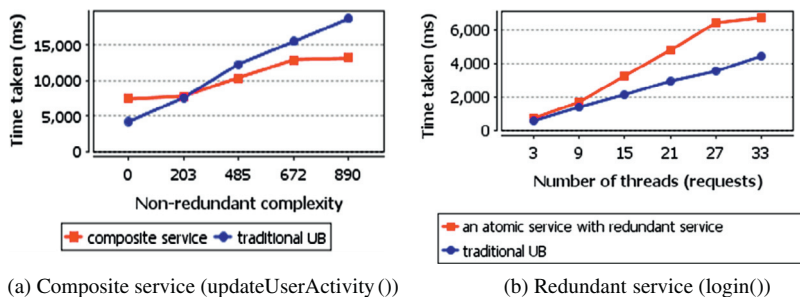 Time taken (ms)
15,000
10,000
5,000
0
0 203 485 672 890
Non-redundant complexity
composite service traditional UB
(a) Composite service (updateUserActivity ())
Time taken (ms)
6,000
4,000
2,000
0
3 9 15 21 27 33
Number of threads (requests)
an atomic service with redundant service
traditional UB
(b) Redundant service (login())